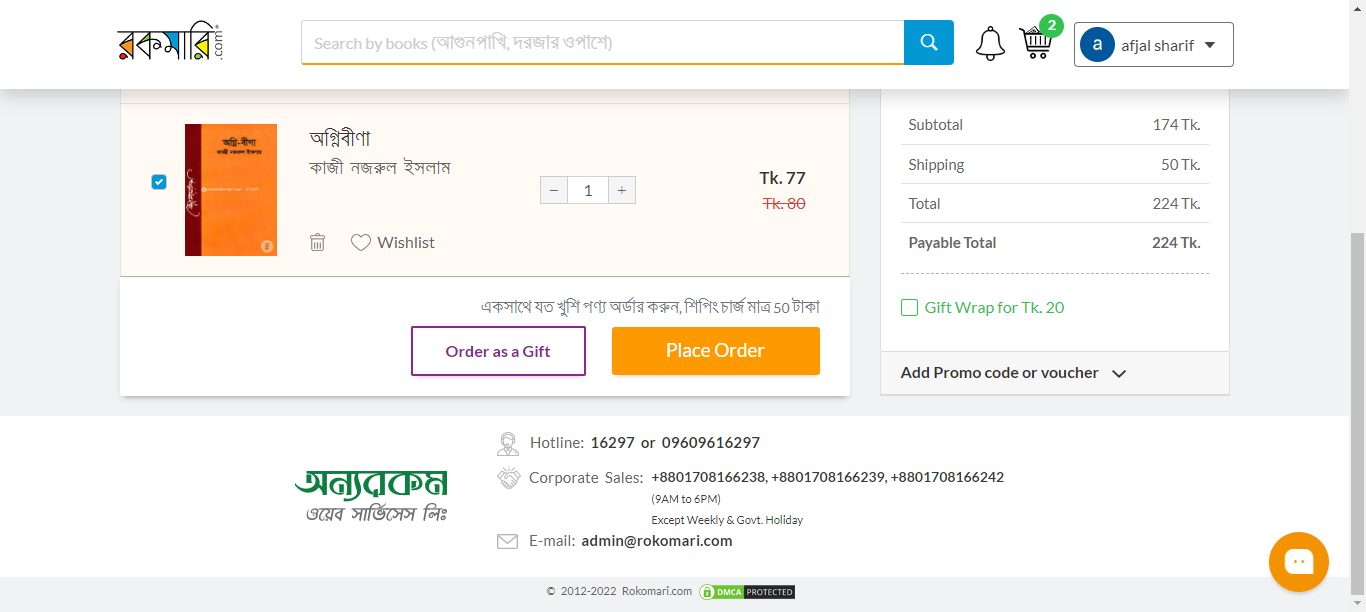 রকমারি.com
Search by books (আগুনপাখি, দরজার ওপাশে)
2
a afjal sharif
অগ্নিবীণা
কাজী নজরুল ইসলাম
অগ্নি-বীণা
কাজী নজরুল ইসলাম
− 1 +
Tk. 77
Tk. 80
Wishlist
একসাথে যত খুশি পণ্য অর্ডার করুন, শিপিং চার্জ মাত্র 50 টাকা
Order as a Gift
Place Order
Subtotal 174 Tk.
Shipping 50 Tk.
Total 224 Tk.
Payable Total 224 Tk.
Gift Wrap for Tk. 20
Add Promo code or voucher
অন্যরকম
ওয়েব সার্ভিসেস লিঃ
Hotline: 16297 or 09609616297
Corporate Sales: +8801708166238, +8801708166239, +8801708166242
(9AM to 6PM)
Except Weekly & Govt. Holiday
E-mail: admin@rokomari.com
© 2012-2022 Rokomari.com DMCA PROTECTED